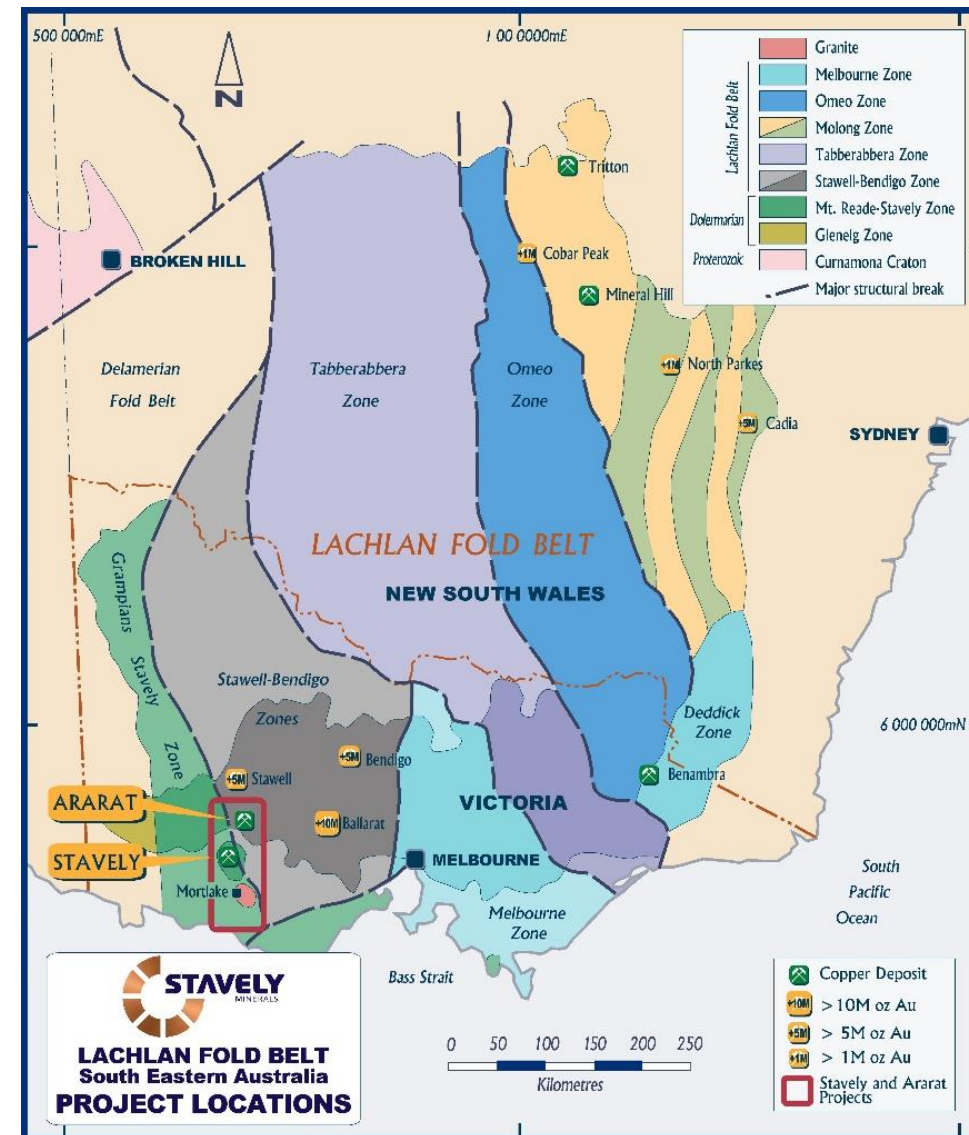 500 000mE
1 00 0000mE
N
Granite
Lachlan Fold Belt
Melbourne Zone
Omeo Zone
Molong Zone
Tabberabbera Zone
Stawell-Bendigo Zone
Dolermarian
Mt. Reade-Stavely Zone
Glenelg Zone
Proterozoic
Curnamona Craton
Major structural break
Tritton
BROKEN HILL
+1M
Cobar Peak
Mineral Hill
Delamerian
Fold Belt
Tabberabbera
Zone
Omeo
Zone
+1M
North Parkes
+5M
Cadia
SYDNEY
LACHLAN FOLD BELT
NEW SOUTH WALES
Grampians
Stavely
Zone
Stawell-Bendigo
Zones
Deddick
Zone
6 000 000mN
+5M
Bendigo
+5M
Stawell
Benambra
ARARAT
+10M
Ballarat
VICTORIA
STAVELY
MELBOURNE
Mortlake
South
Pacific
Ocean
Melbourne
Zone
Bass Strait
STAVELY
MINERALS
LACHLAN FOLD BELT
South Eastern Australia
PROJECT LOCATIONS
0 50 100 150 200 250
Kilometres
Copper Deposit
+10M > 10M oz Au
+5M > 5M oz Au
+1M > 1M oz Au
Stavely and Ararat
Projects